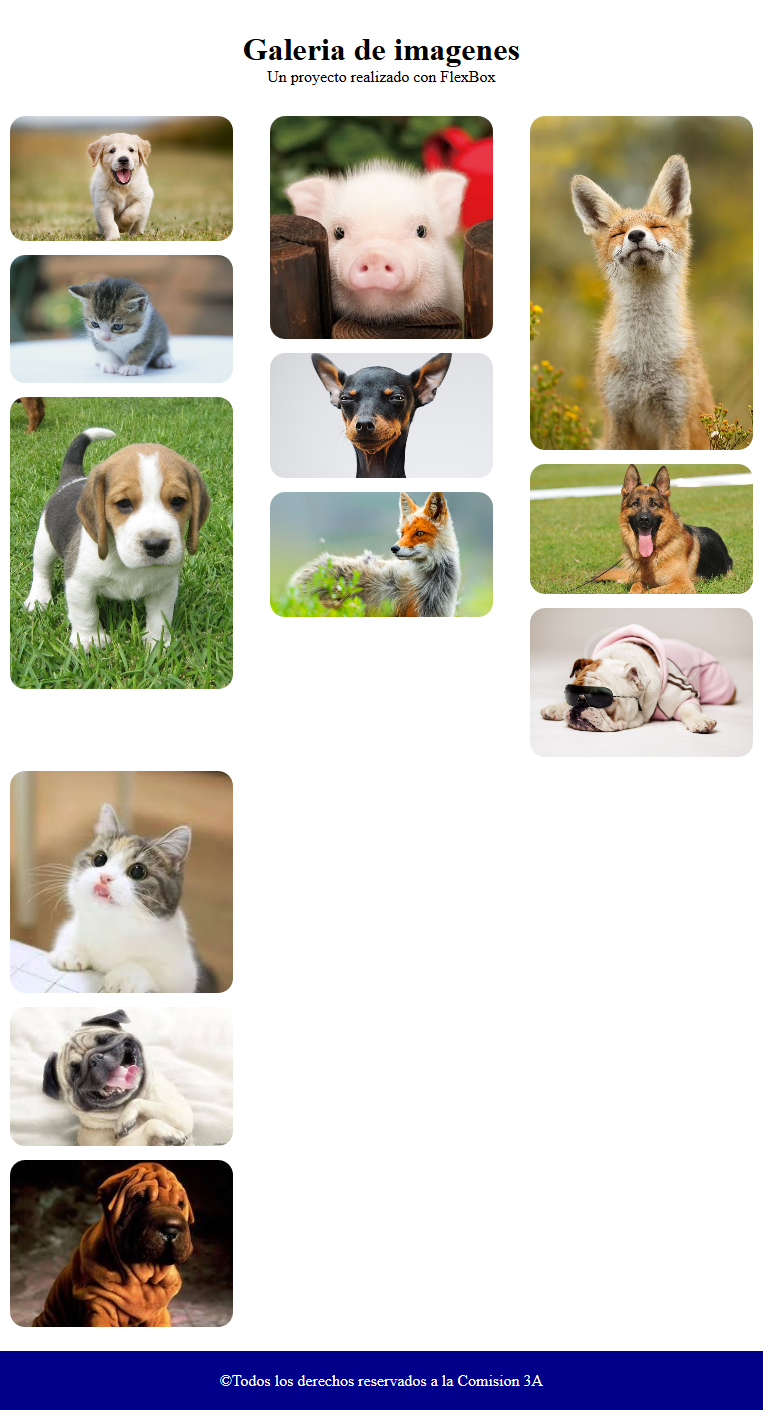 Galeria de imagenes
Un proyecto realizado con FlexBox
©Todos los derechos reservados a la Comision 3A